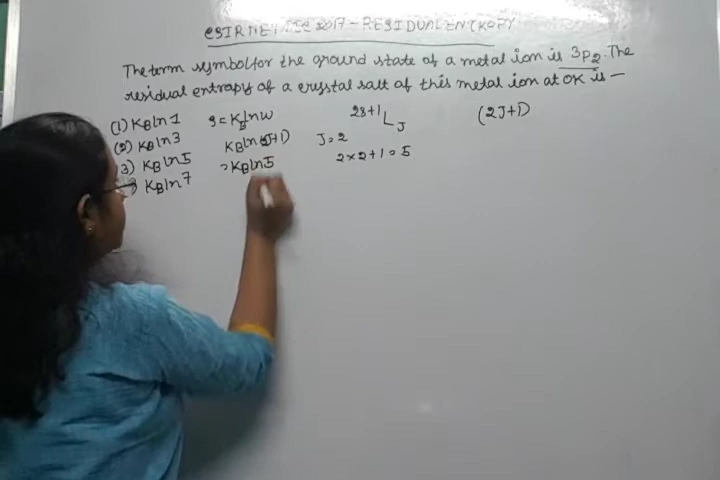 CSIR NET DEC 2017 - RESIDUAL ENTROPY
The term symbol for the ground state of a metal ion is 3P2. The
residual entropy of a crystal salt of this metal ion at 0K is -
(1) KB ln 1
(2) KB ln 3
(3) KB ln 5
KB ln 7
S = KB ln W
KB ln (2J+1)
= KB ln 5
2S+1 L J
J = 2
2 × 2 + 1 = 5
(2J+1)